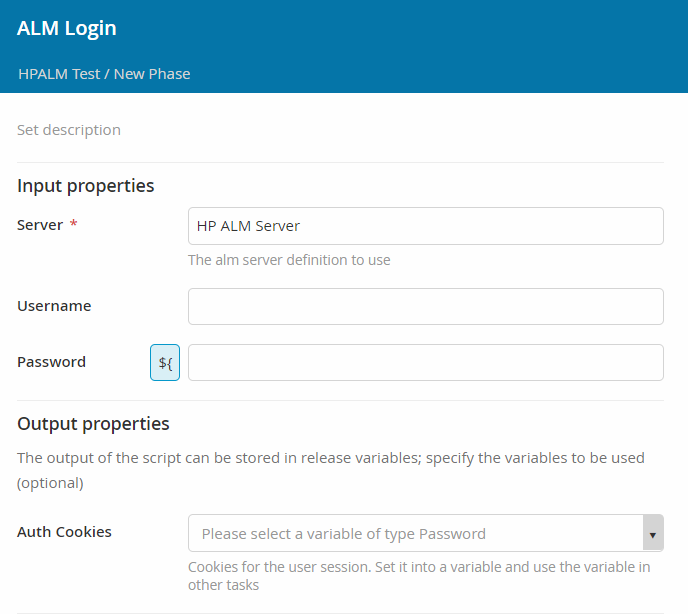 ALM Login
HPALM Test / New Phase
Set description
Input properties
Server *
HP ALM Server
The alm server definition to use
Username
Password
${
Output properties
The output of the script can be stored in release variables; specify the variables to be used
(optional)
Auth Cookies
Please select a variable of type Password
Cookies for the user session. Set it into a variable and use the variable in
other tasks